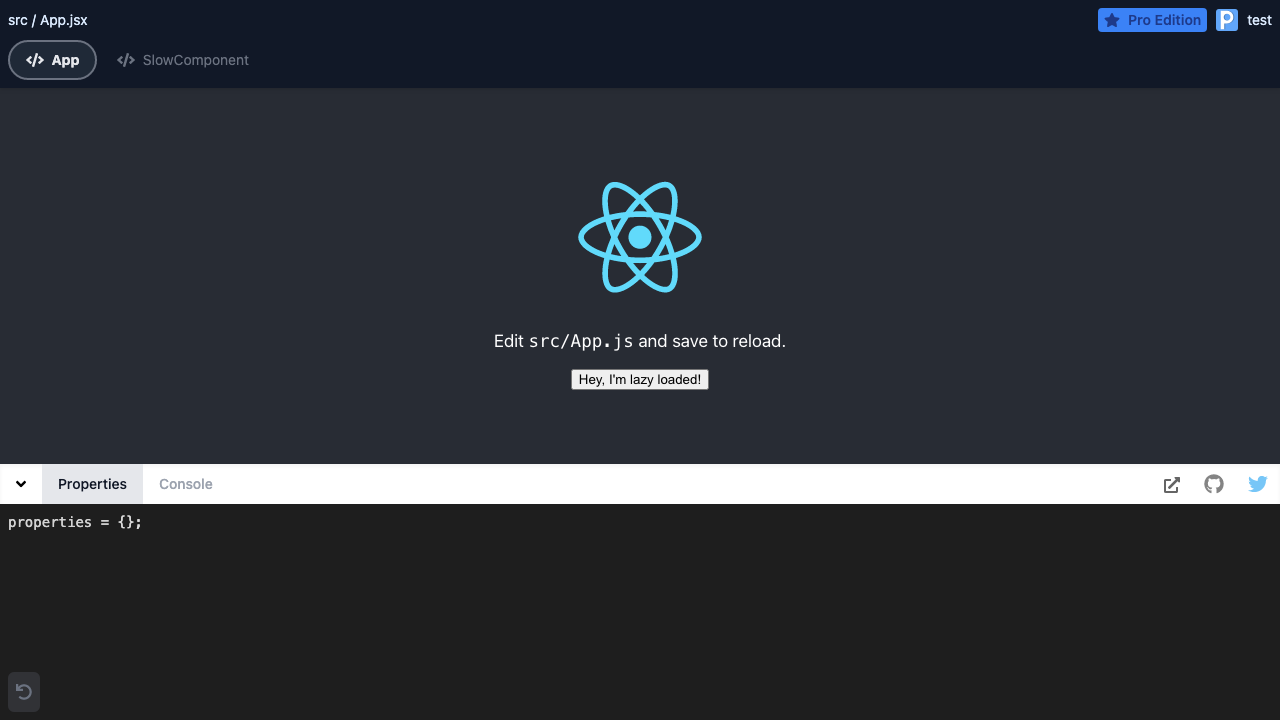 src / App.jsx
Pro Edition
test
App
SlowComponent
Edit src/App.js and save to reload.
Hey, I'm lazy loaded!
Properties
Console
properties = {};